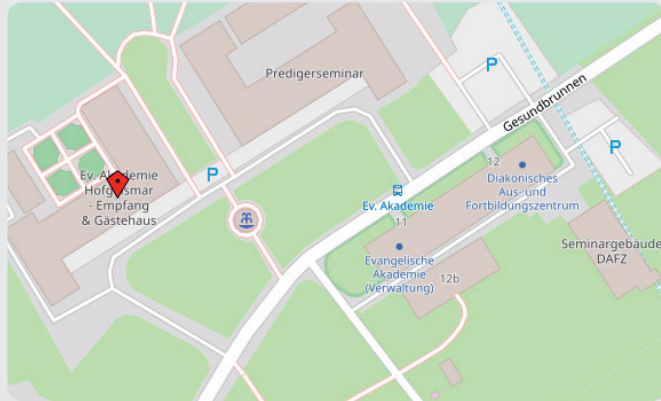 Predigerseminar
P
Gesundbrunnen
P
Ev. Akademie
Hofgeismar
- Empfang
& Gästehaus
P
12
Diakonisches
Aus- und
Fortbildungszentrum
Ev. Akademie
11
Evangelische
Akademie
(Verwaltung)
12b
Seminargebäude
DAFZ